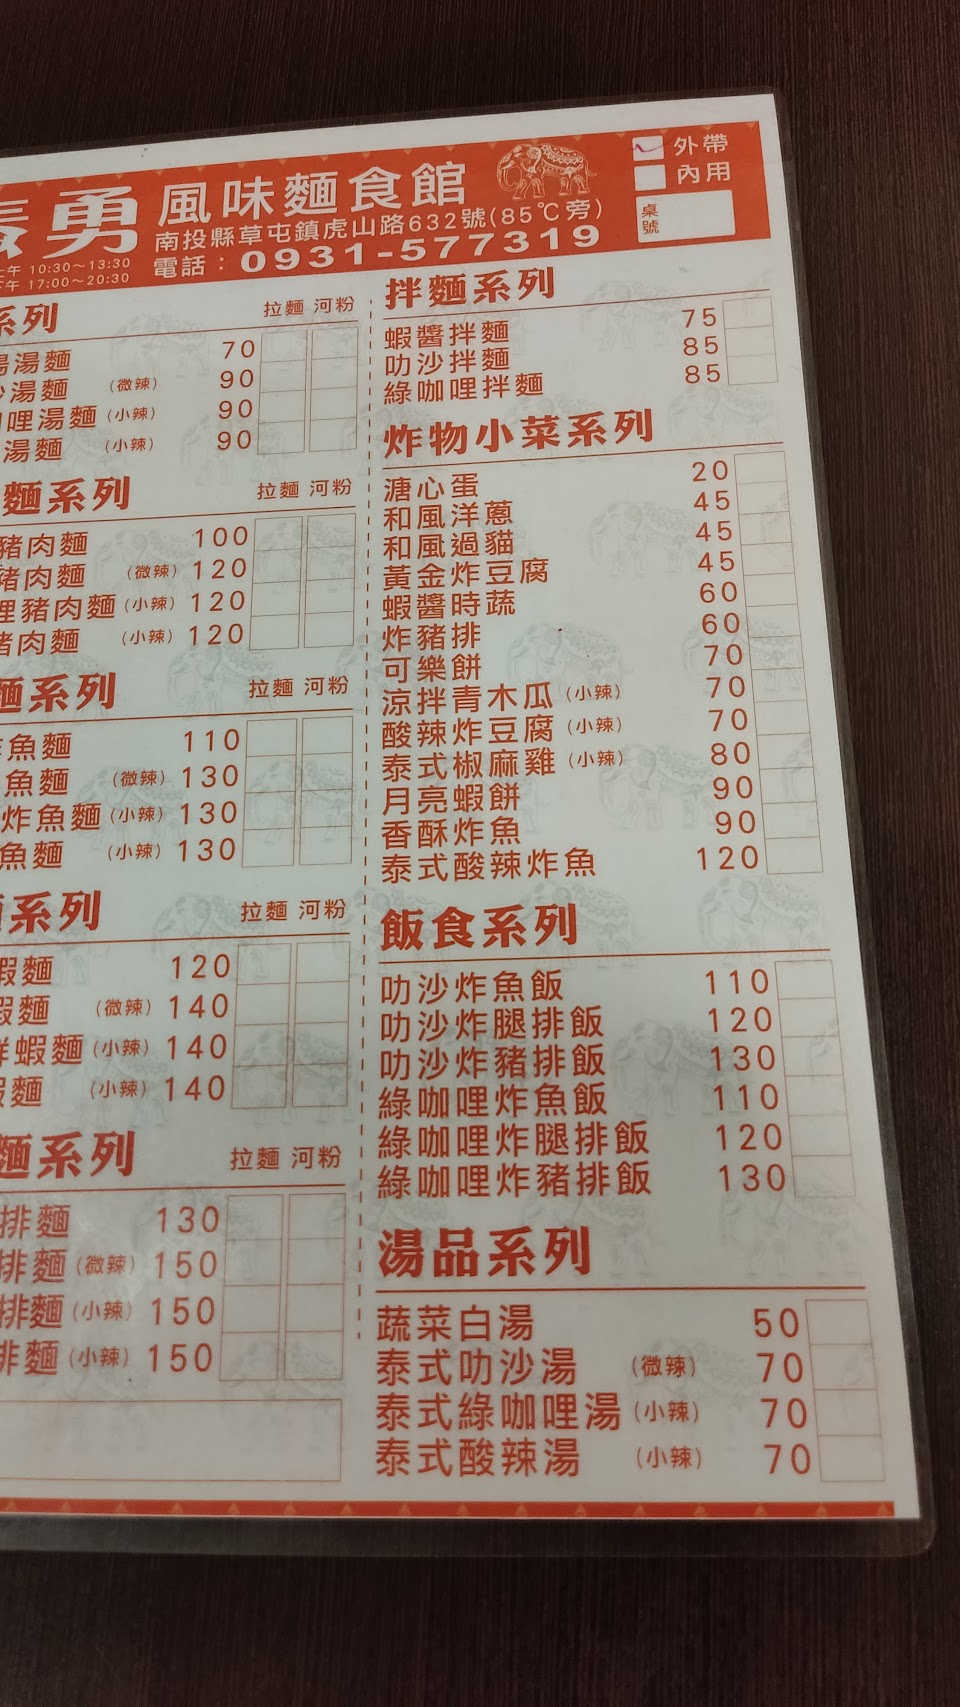 勇 風味麵食館
南投縣草屯鎮虎山路632號(85℃旁)
電話：0931-577319
午 10:30～13:30
午 17:00～20:30
外帶
內用
桌號
系列 拉麵 河粉
湯湯麵 70
湯麵 (微辣) 90
哩湯麵 (小辣) 90
湯麵 (小辣) 90
麵系列 拉麵 河粉
豬肉麵 100
豬肉麵 (微辣) 120
哩豬肉麵 (小辣) 120
豬肉麵 (小辣) 120
麵系列 拉麵 河粉
魚麵 110
魚麵 (微辣) 130
炸魚麵 (小辣) 130
魚麵 (小辣) 130
系列 拉麵 河粉
蝦麵 120
蝦麵 (微辣) 140
鮮蝦麵 (小辣) 140
蝦麵 (小辣) 140
麵系列 拉麵 河粉
排麵 130
排麵 (微辣) 150
排麵 (小辣) 150
排麵 (小辣) 150
拌麵系列
蝦醬拌麵 75
叻沙拌麵 85
綠咖哩拌麵 85
炸物小菜系列
溏心蛋 20
和風洋蔥 45
和風過貓 45
黃金炸豆腐 45
蝦醬時蔬 60
炸豬排 60
可樂餅 70
涼拌青木瓜 (小辣) 70
酸辣炸豆腐 (小辣) 70
泰式椒麻雞 (小辣) 80
月亮蝦餅 90
香酥炸魚 90
泰式酸辣炸魚 120
飯食系列
叻沙炸魚飯 110
叻沙炸腿排飯 120
叻沙炸豬排飯 130
綠咖哩炸魚飯 110
綠咖哩炸腿排飯 120
綠咖哩炸豬排飯 130
湯品系列
蔬菜白湯 50
泰式叻沙湯 (微辣) 70
泰式綠咖哩湯 (小辣) 70
泰式酸辣湯 (小辣) 70